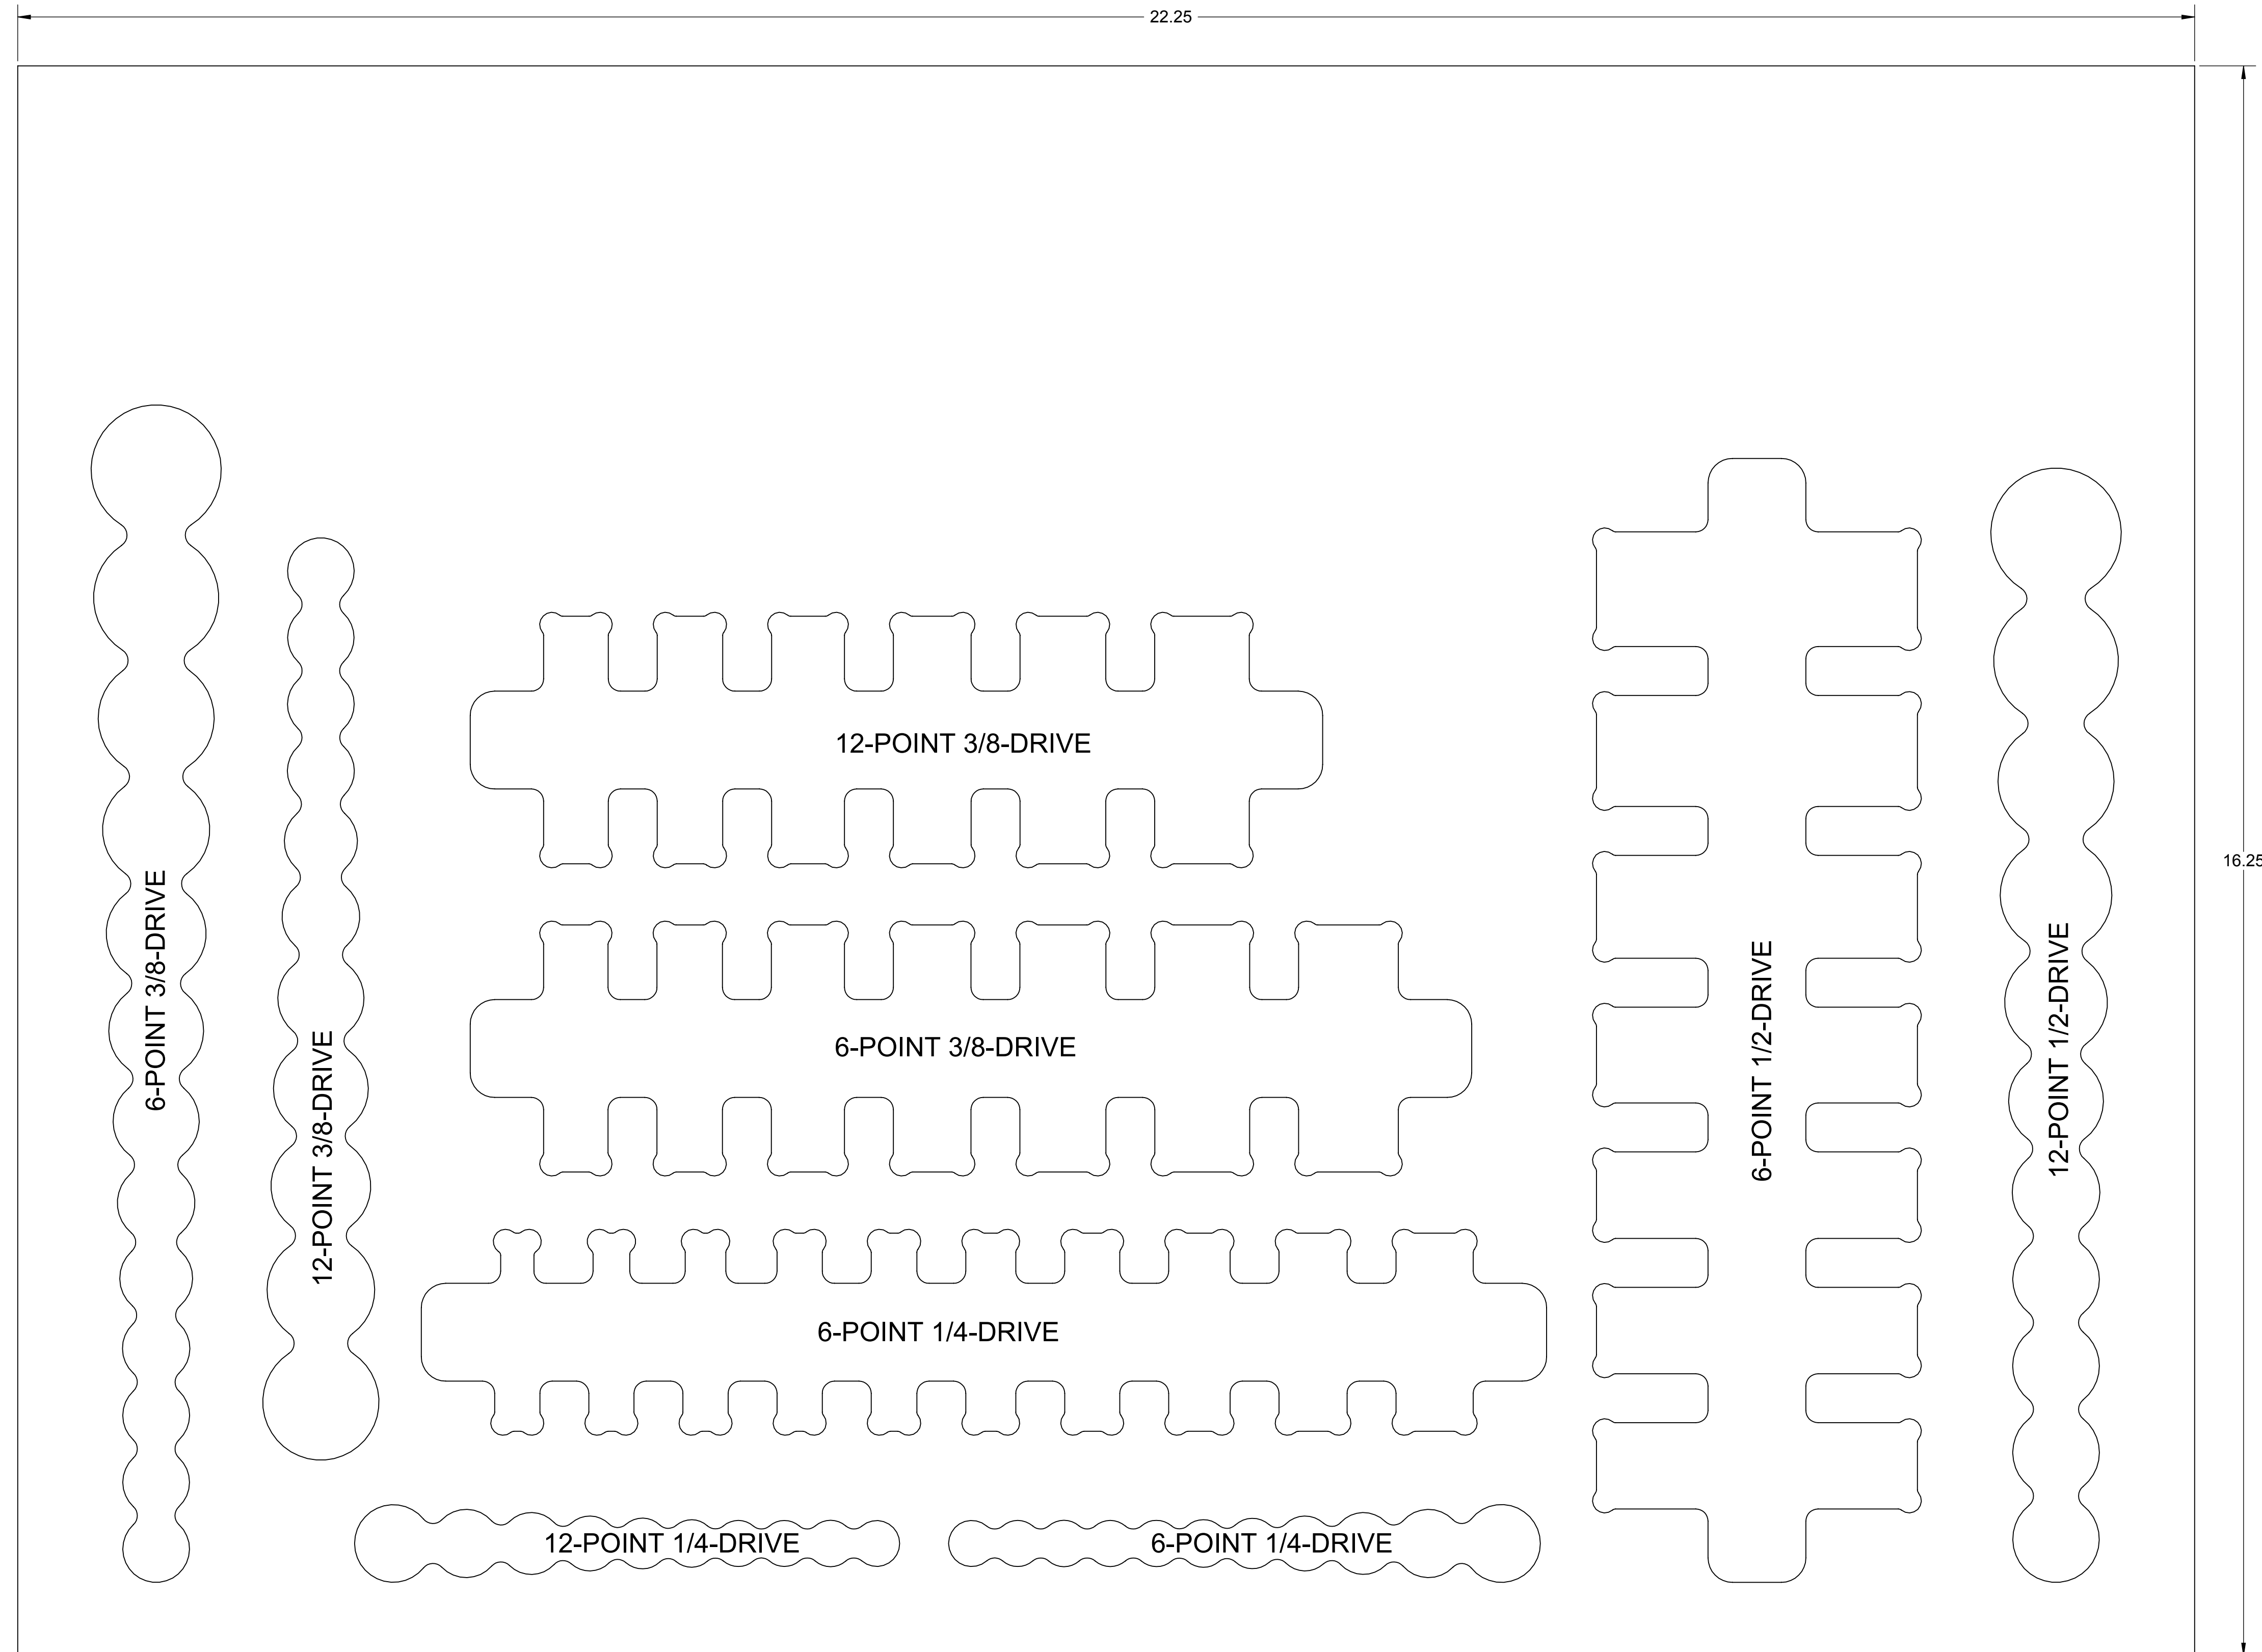 22.25
16.25
12-POINT 3/8-DRIVE
6-POINT 3/8-DRIVE
6-POINT 1/2-DRIVE
12-POINT 1/2-DRIVE
6-POINT 3/8-DRIVE
12-POINT 3/8-DRIVE
6-POINT 1/4-DRIVE
12-POINT 1/4-DRIVE
6-POINT 1/4-DRIVE